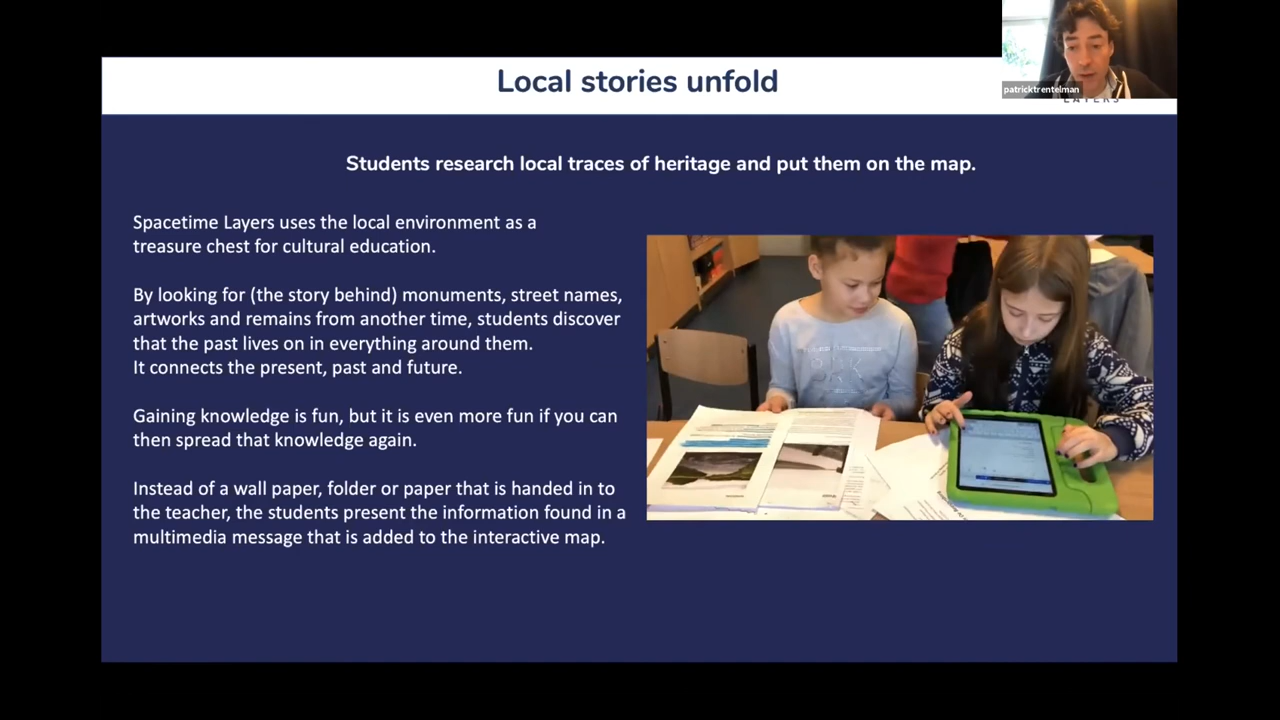 Local stories unfold
patricktrentelman
LAYERS
Students research local traces of heritage and put them on the map.
Spacetime Layers uses the local environment as a
treasure chest for cultural education.
By looking for (the story behind) monuments, street names,
artworks and remains from another time, students discover
that the past lives on in everything around them.
It connects the present, past and future.
Gaining knowledge is fun, but it is even more fun if you can
then spread that knowledge again.
Instead of a wall paper, folder or paper that is handed in to
the teacher, the students present the information found in a
multimedia message that is added to the interactive map.